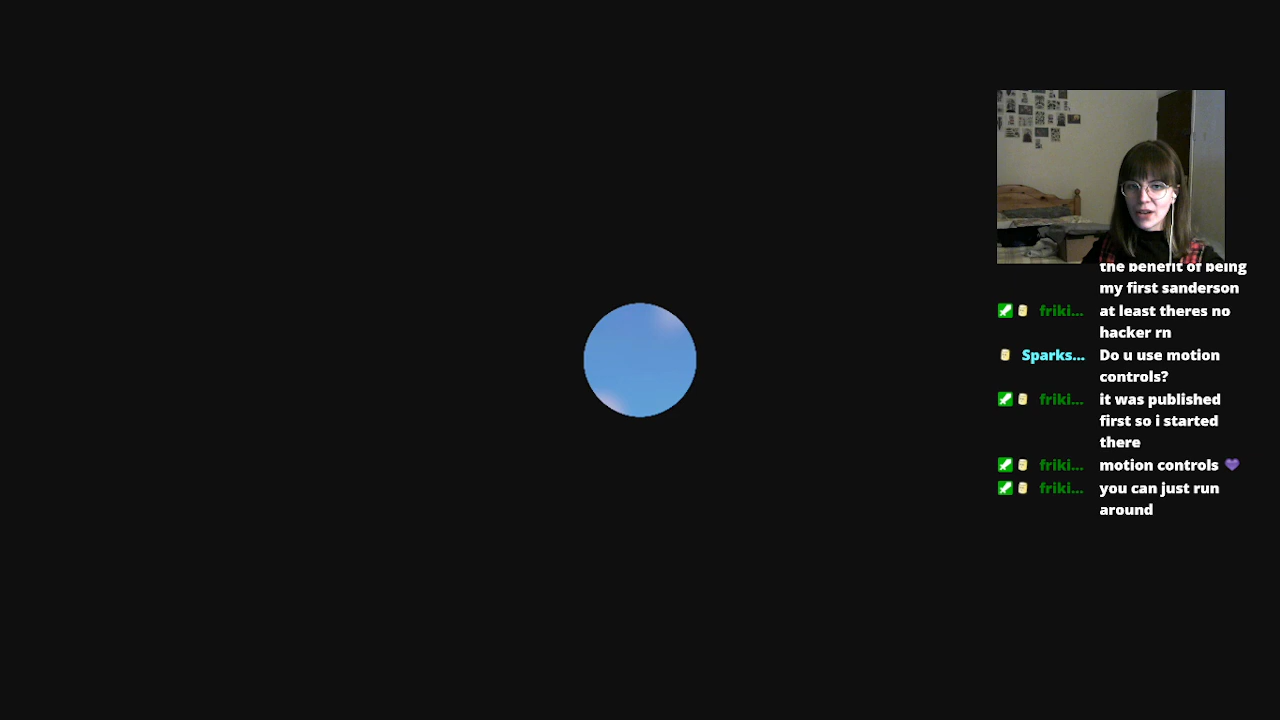 the benefit of being
my first sanderson
friki... at least theres no
hacker rn
Sparks... Do u use motion
controls?
friki... it was published
first so i started
there
friki... motion controls 💜
friki... you can just run
around